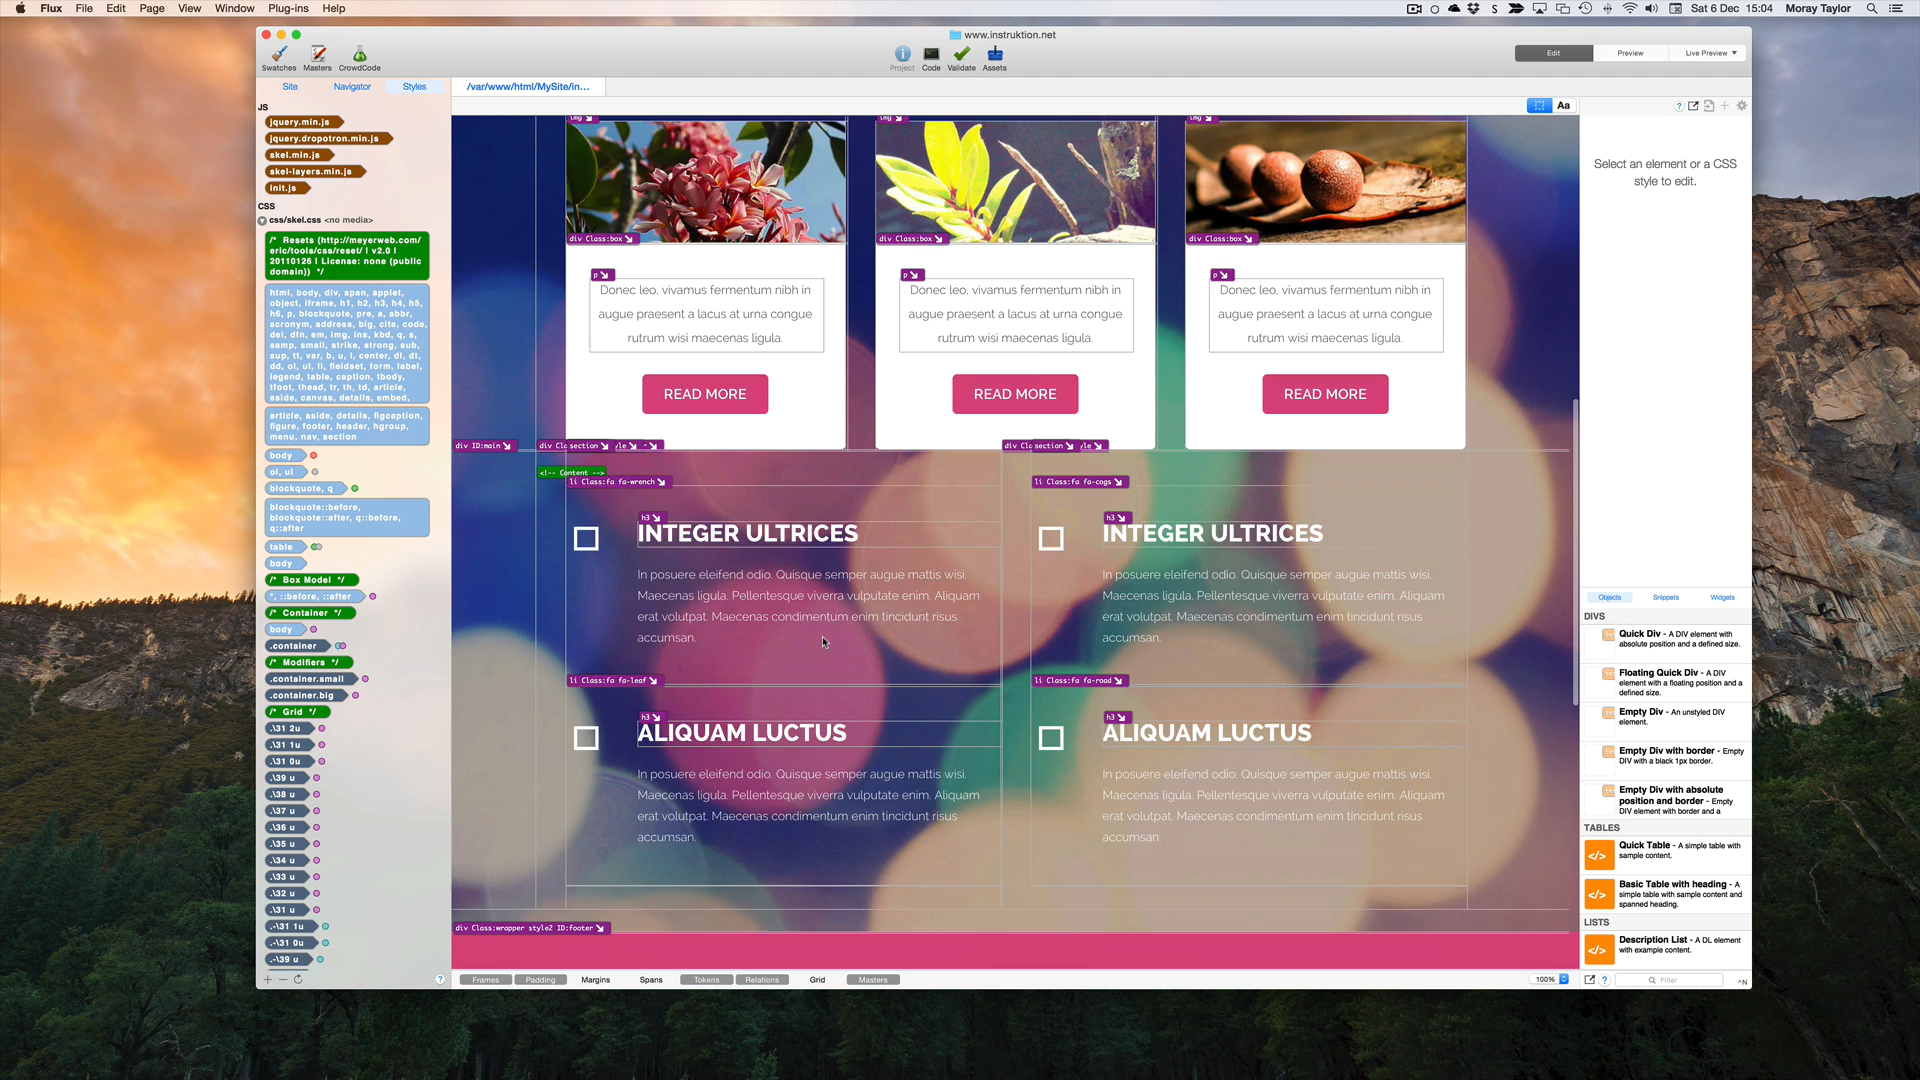 Flux File Edit Page View Window Plug-ins Help
Sat 6 Dec 15:04 Moray Taylor
www.instruktion.net
Swatches Masters CrowdCode
Project Code Validate Assets
Edit Preview Live Preview
Site Navigator Styles
/var/www/html/MySite/in...
Aa
JS
jquery.min.js
jquery.dropotron.min.js
skel.min.js
skel-layers.min.js
init.js
CSS
css/skel.css <no media>
/* Resets (http://meyerweb.com/
eric/tools/css/reset/ | v2.0 |
20110126 | License: none (public
domain)) */
html, body, div, span, applet,
object, iframe, h1, h2, h3, h4, h5,
h6, p, blockquote, pre, a, abbr,
acronym, address, big, cite, code,
del, dfn, em, img, ins, kbd, q, s,
samp, small, strike, strong, sub,
sup, tt, var, b, u, i, center, dl, dt,
dd, ol, ul, li, fieldset, form, label,
legend, table, caption, tbody,
tfoot, thead, tr, th, td, article,
aside, canvas, details, embed,
article, aside, details, figcaption,
figure, footer, header, hgroup,
menu, nav, section
body
ol, ul
blockquote, q
blockquote::before,
blockquote::after, q::before,
q::after
table
body
/* Box Model */
*, ::before, ::after
/* Container */
body
.container
/* Modifiers */
.container.small
.container.big
/* Grid */
.\31 2u
.\31 1u
.\31 0u
.\39 u
.\38 u
.\37 u
.\36 u
.\35 u
.\34 u
.\33 u
.\32 u
.\31 u
.-\31 1u
.-\31 0u
.-\39 u
img img img
div Class:box div Class:box div Class:box
p p p
Donec leo, vivamus fermentum nibh in
augue praesent a lacus at urna congue
rutrum wisi maecenas ligula.
READ MORE
Donec leo, vivamus fermentum nibh in
augue praesent a lacus at urna congue
rutrum wisi maecenas ligula.
READ MORE
Donec leo, vivamus fermentum nibh in
augue praesent a lacus at urna congue
rutrum wisi maecenas ligula.
READ MORE
div ID:main div Cla section yle div Cla section yle
<!-- Content -->
li Class:fa fa-wrench
h3
INTEGER ULTRICES
In posuere eleifend odio. Quisque semper augue mattis wisi.
Maecenas ligula. Pellentesque viverra vulputate enim. Aliquam
erat volutpat. Maecenas condimentum enim tincidunt risus
accumsan.
li Class:fa fa-cogs
h3
INTEGER ULTRICES
In posuere eleifend odio. Quisque semper augue mattis wisi.
Maecenas ligula. Pellentesque viverra vulputate enim. Aliquam
erat volutpat. Maecenas condimentum enim tincidunt risus
accumsan.
li Class:fa fa-leaf
h3
ALIQUAM LUCTUS
In posuere eleifend odio. Quisque semper augue mattis wisi.
Maecenas ligula. Pellentesque viverra vulputate enim. Aliquam
erat volutpat. Maecenas condimentum enim tincidunt risus
accumsan.
li Class:fa fa-road
h3
ALIQUAM LUCTUS
In posuere eleifend odio. Quisque semper augue mattis wisi.
Maecenas ligula. Pellentesque viverra vulputate enim. Aliquam
erat volutpat. Maecenas condimentum enim tincidunt risus
accumsan.
div Class:wrapper style2 ID:footer
Frames Padding Margins Spans Tokens Relations Grid Masters
100%
Select an element or a CSS
style to edit.
Objects Snippets Widgets
DIVS
Quick Div - A DIV element with
absolute position and a defined size.
Floating Quick Div - A DIV
element with a floating position and a
defined size.
Empty Div - An unstyled DIV
element.
Empty Div with border - Empty
DIV with a black 1px border.
Empty Div with absolute
position and border - Empty
DIV element with border and a
TABLES
Quick Table - A simple table with
sample content.
Basic Table with heading - A
simple table with sample content and
spanned heading.
LISTS
Description List - A DL element
with example content.
Filter
^N